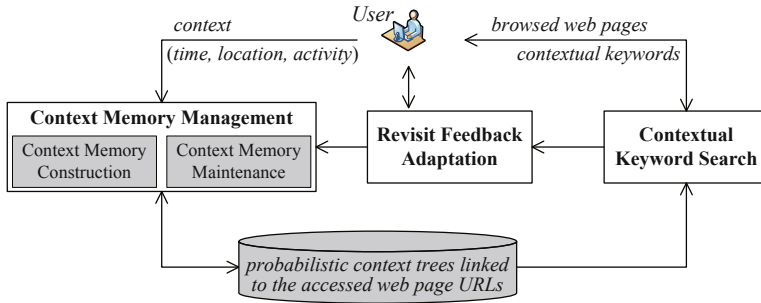 User
context
(time, location, activity)
browsed web pages
contextual keywords
Context Memory Management
Context Memory
Construction
Context Memory
Maintenance
Revisit Feedback
Adaptation
Contextual
Keyword Search
probabilistic context trees linked
to the accessed web page URLs